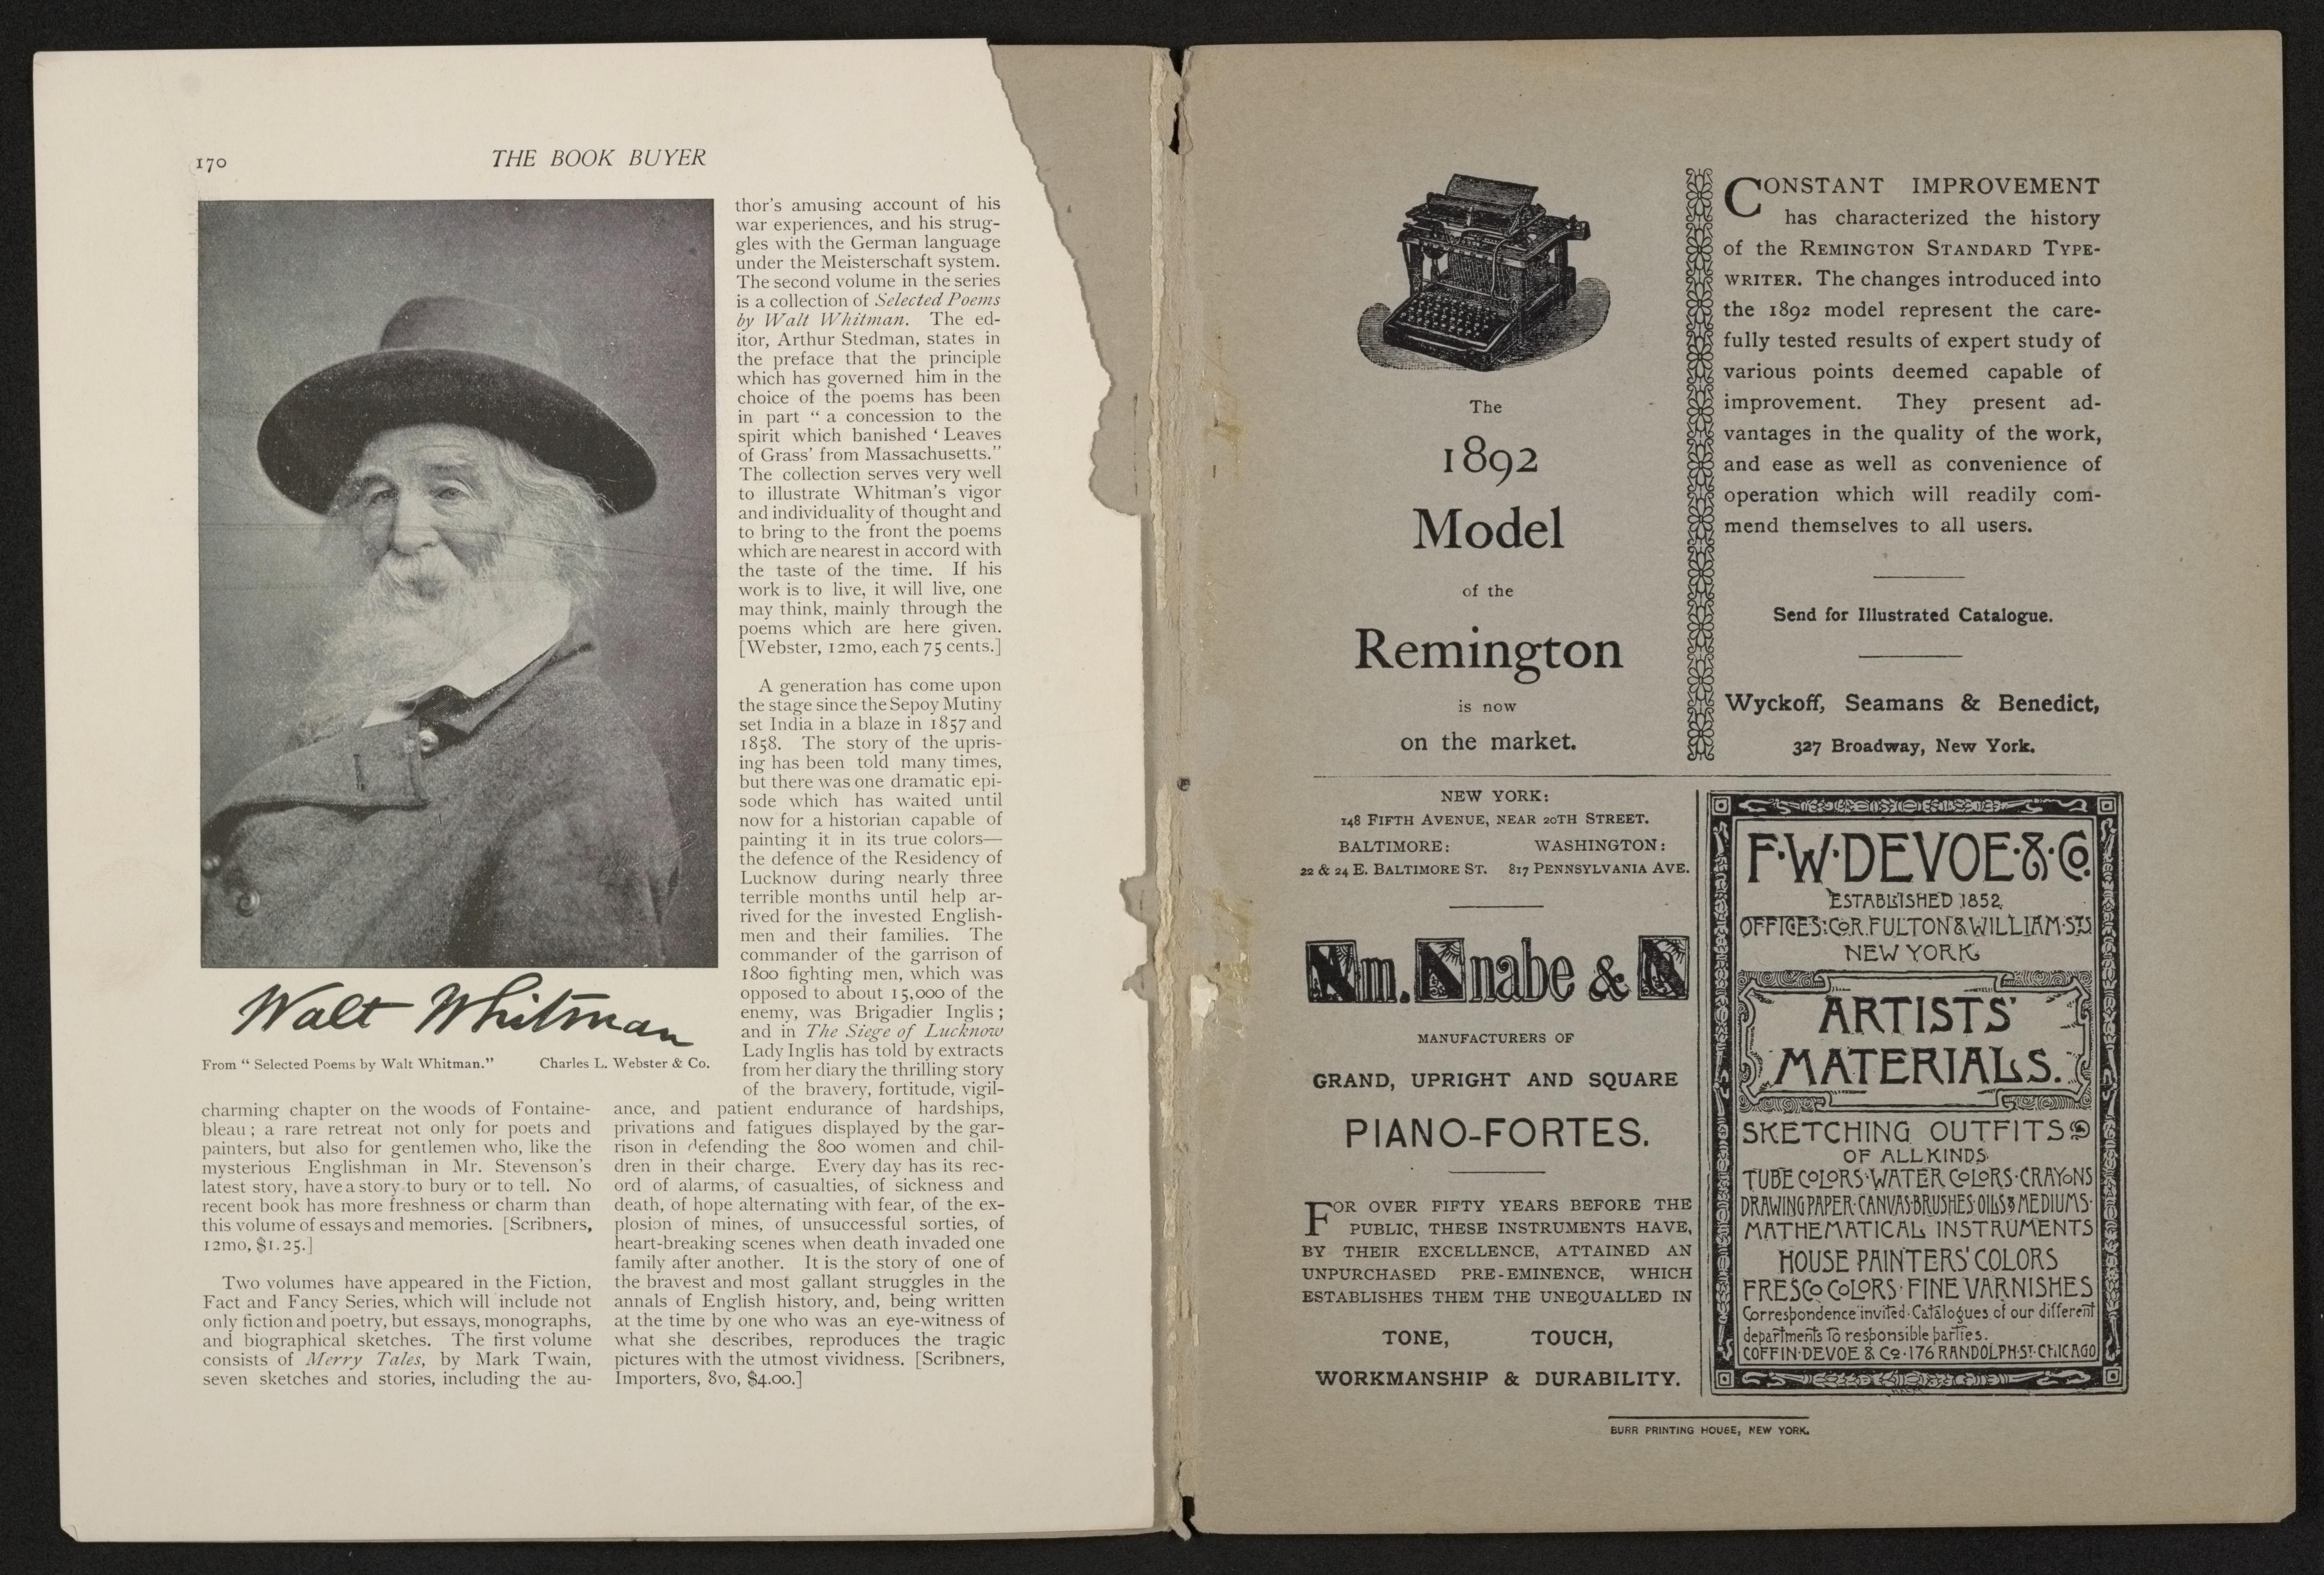 170
THE BOOK BUYER
Walt Whitman
From “ Selected Poems by Walt Whitman.”
Charles L. Webster & Co.
charming chapter on the woods of Fontaine-
bleau ; a rare retreat not only for poets and
painters, but also for gentlemen who, like the
mysterious Englishman in Mr. Stevenson’s
latest story, have a story to bury or to tell. No
recent book has more freshness or charm than
this volume of essays and memories. [Scribners,
12mo, $1.25.]
Two volumes have appeared in the Fiction,
Fact and Fancy Series, which will include not
only fiction and poetry, but essays, monographs,
and biographical sketches. The first volume
consists of Merry Tales, by Mark Twain,
seven sketches and stories, including the au-
thor’s amusing account of his
war experiences, and his strug-
gles with the German language
under the Meisterschaft system.
The second volume in the series
is a collection of Selected Poems
by Walt Whitman. The ed-
itor, Arthur Stedman, states in
the preface that the principle
which has governed him in the
choice of the poems has been
in part “ a concession to the
spirit which banished ‘ Leaves
of Grass’ from Massachusetts.”
The collection serves very well
to illustrate Whitman’s vigor
and individuality of thought and
to bring to the front the poems
which are nearest in accord with
the taste of the time. If his
work is to live, it will live, one
may think, mainly through the
poems which are here given.
[Webster, 12mo, each 75 cents.]
A generation has come upon
the stage since the Sepoy Mutiny
set India in a blaze in 1857 and
1858. The story of the upris-
ing has been told many times,
but there was one dramatic epi-
sode which has waited until
now for a historian capable of
painting it in its true colors—
the defence of the Residency of
Lucknow during nearly three
terrible months until help ar-
rived for the invested English-
men and their families. The
commander of the garrison of
1800 fighting men, which was
opposed to about 15,000 of the
enemy, was Brigadier Inglis ;
and in The Siege of Lucknow
Lady Inglis has told by extracts
from her diary the thrilling story
of the bravery, fortitude, vigil-
ance, and patient endurance of hardships,
privations and fatigues displayed by the gar-
rison in defending the 800 women and chil-
dren in their charge. Every day has its rec-
ord of alarms, of casualties, of sickness and
death, of hope alternating with fear, of the ex-
plosion of mines, of unsuccessful sorties, of
heart-breaking scenes when death invaded one
family after another. It is the story of one of
the bravest and most gallant struggles in the
annals of English history, and, being written
at the time by one who was an eye-witness of
what she describes, reproduces the tragic
pictures with the utmost vividness. [Scribners,
Importers, 8vo, $4.00.]
The
1892
Model
of the
Remington
is now
on the market.
CONSTANT IMPROVEMENT
has characterized the history
of the REMINGTON STANDARD TYPE-
WRITER. The changes introduced into
the 1892 model represent the care-
fully tested results of expert study of
various points deemed capable of
improvement. They present ad-
vantages in the quality of the work,
and ease as well as convenience of
operation which will readily com-
mend themselves to all users.
Send for Illustrated Catalogue.
Wyckoff, Seamans & Benedict,
327 Broadway, New York.
NEW YORK:
148 FIFTH AVENUE, NEAR 20TH STREET.
BALTIMORE: WASHINGTON:
22 & 24 E. BALTIMORE ST. 817 PENNSYLVANIA AVE.
Wm. Knabe & Co
MANUFACTURERS OF
GRAND, UPRIGHT AND SQUARE
PIANO-FORTES.
FOR OVER FIFTY YEARS BEFORE THE
PUBLIC, THESE INSTRUMENTS HAVE,
BY THEIR EXCELLENCE, ATTAINED AN
UNPURCHASED PRE-EMINENCE, WHICH
ESTABLISHES THEM THE UNEQUALLED IN
TONE, TOUCH,
WORKMANSHIP & DURABILITY.
F·W·DEVOE·&·Co.
ESTABLISHED 1852
OFFICES: COR. FULTON & WILLIAM·STS
NEW YORK
ARTISTS’
MATERIALS.
SKETCHING OUTFITS
OF ALL KINDS
TUBE COLORS·WATER COLORS·CRAYONS
DRAWING PAPER·CANVAS·BRUSHES·OILS & MEDIUMS·
MATHEMATICAL INSTRUMENTS
HOUSE PAINTERS’ COLORS
FRESCO COLORS·FINE VARNISHES
Correspondence invited·Catalogues of our different
departments to responsible parties.
COFFIN·DEVOE & Co·176 RANDOLPH·ST·CHICAGO
BURR PRINTING HOUSE, NEW YORK.